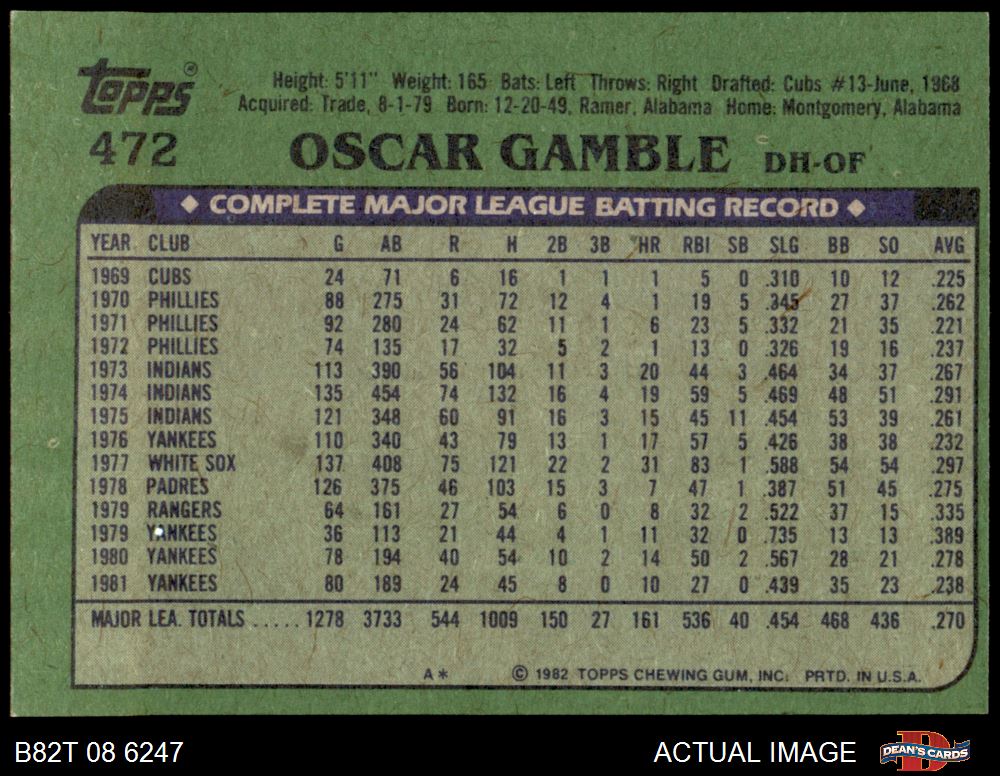 Topps®
Height: 5'11" Weight: 165 Bats: Left Throws: Right Drafted: Cubs #13-June, 1968
Acquired: Trade, 8-1-79 Born: 12-20-49, Ramer, Alabama Home: Montgomery, Alabama
472 OSCAR GAMBLE DH-OF
◆ COMPLETE MAJOR LEAGUE BATTING RECORD ◆
YEAR CLUB G AB R H 2B 3B HR RBI SB SLG BB SO AVG
1969 CUBS 24 71 6 16 1 1 1 5 0 .310 10 12 .225
1970 PHILLIES 88 275 31 72 12 4 1 19 5 .345 27 37 .262
1971 PHILLIES 92 280 24 62 11 1 6 23 5 .332 21 35 .221
1972 PHILLIES 74 135 17 32 5 2 1 13 0 .326 19 16 .237
1973 INDIANS 113 390 56 104 11 3 20 44 3 .464 34 37 .267
1974 INDIANS 135 454 74 132 16 4 19 59 5 .469 48 51 .291
1975 INDIANS 121 348 60 91 16 3 15 45 11 .454 53 39 .261
1976 YANKEES 110 340 43 79 13 1 17 57 5 .426 38 38 .232
1977 WHITE SOX 137 408 75 121 22 2 31 83 1 .588 54 54 .297
1978 PADRES 126 375 46 103 15 3 7 47 1 .387 51 45 .275
1979 RANGERS 64 161 27 54 6 0 8 32 2 .522 37 15 .335
1979 YANKEES 36 113 21 44 4 1 11 32 0 .735 13 13 .389
1980 YANKEES 78 194 40 54 10 2 14 50 2 .567 28 21 .278
1981 YANKEES 80 189 24 45 8 0 10 27 0 .439 35 23 .238
MAJOR LEA. TOTALS ..... 1278 3733 544 1009 150 27 161 536 40 .454 468 436 .270
A* © 1982 TOPPS CHEWING GUM, INC. PRTD. IN U.S.A.
B82T 08 6247 ACTUAL IMAGE D DEAN'S CARDS